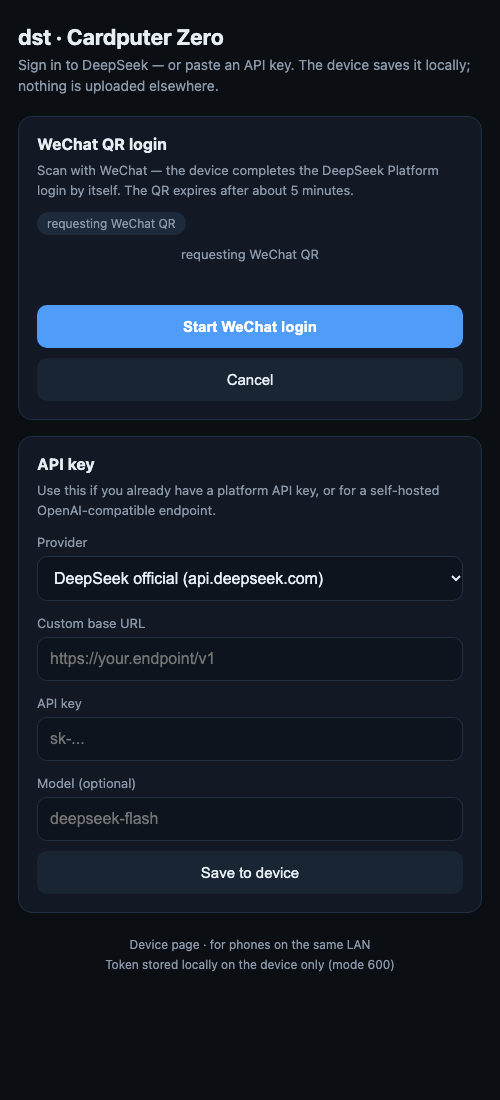 dst · Cardputer Zero
Sign in to DeepSeek — or paste an API key. The device saves it locally;
nothing is uploaded elsewhere.
WeChat QR login
Scan with WeChat — the device completes the DeepSeek Platform
login by itself. The QR expires after about 5 minutes.
requesting WeChat QR
requesting WeChat QR
Start WeChat login
Cancel
API key
Use this if you already have a platform API key, or for a self-hosted
OpenAI-compatible endpoint.
Provider
DeepSeek official (api.deepseek.com)
Custom base URL
https://your.endpoint/v1
API key
sk-...
Model (optional)
deepseek-flash
Save to device
Device page · for phones on the same LAN
Token stored locally on the device only (mode 600)